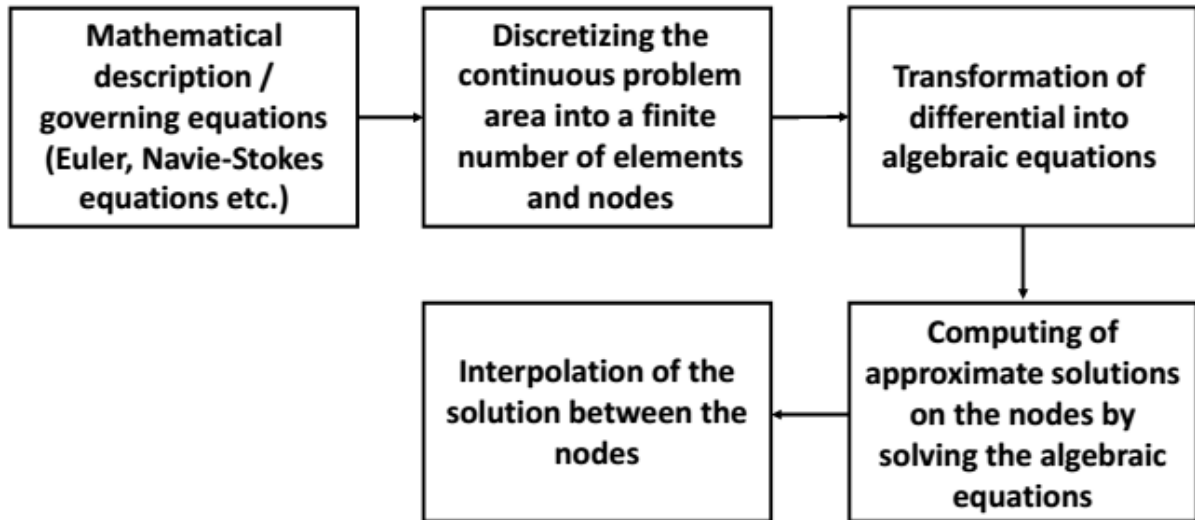 Mathematical
description /
governing equations
(Euler, Navie-Stokes
equations etc.)
Discretizing the
continuous problem
area into a finite
number of elements
and nodes
Transformation of
differential into
algebraic equations
Computing of
approximate solutions
on the nodes by
solving the algebraic
equations
Interpolation of the
solution between the
nodes